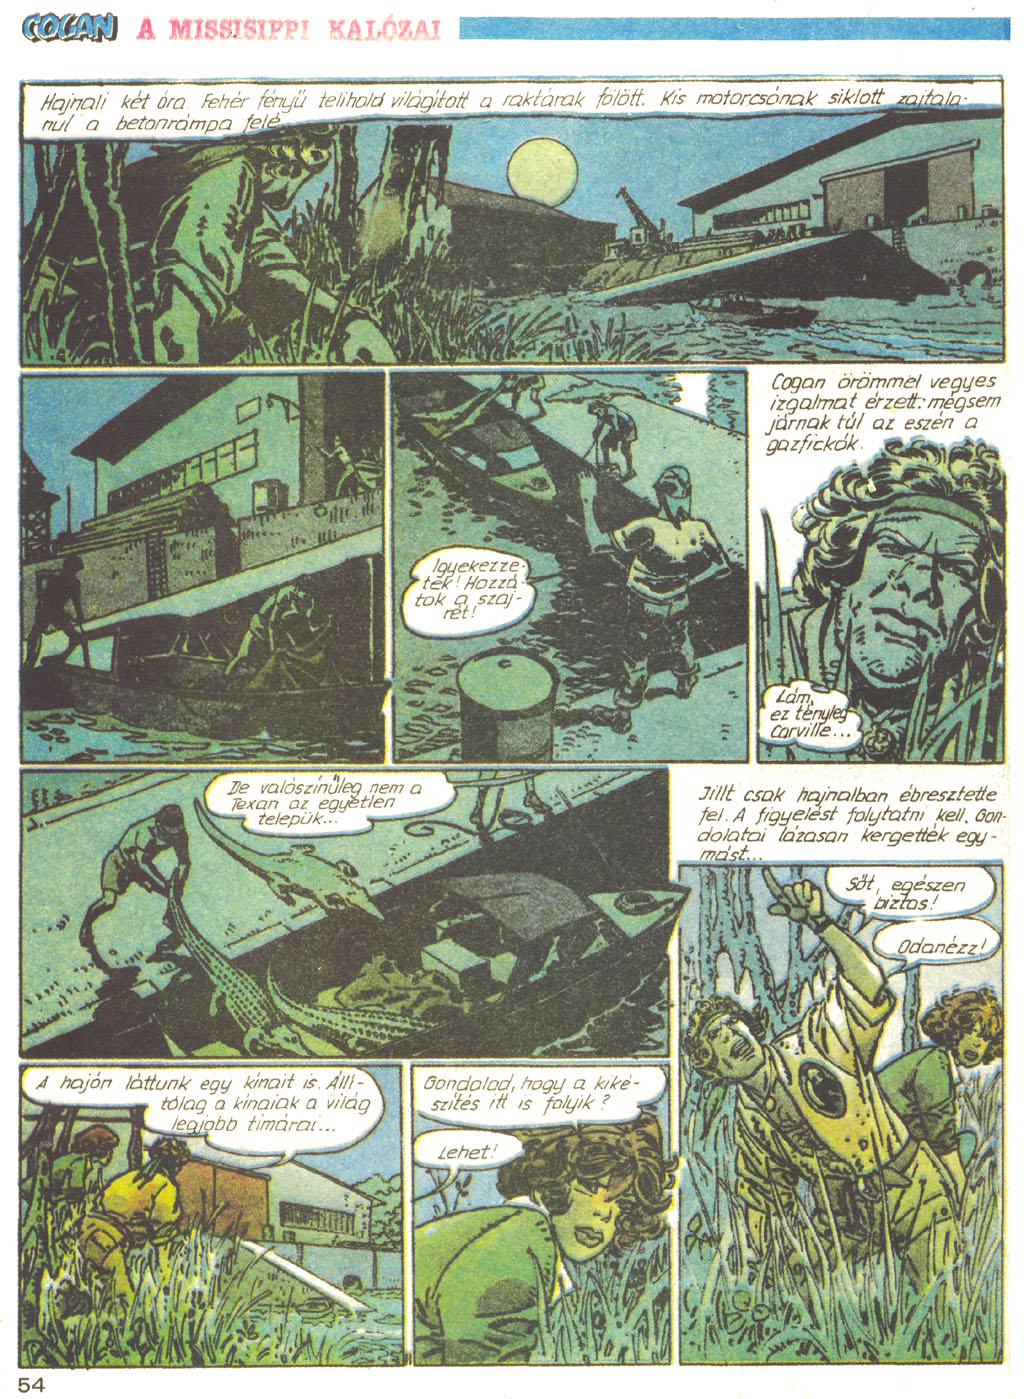 COGAN A MISSISIPPI KALÓZAI
Hajnali két óra. Fehér fényű telihold világított a raktárak fölött. Kis motorcsónak siklott zajtala-
nul a betonrámpa felé
Igyekezze-
tek! Hozzá-
tok a szaj-
rét!
Cogan örömmel vegyes
izgalmat érzett: mégsem
járnak túl az eszén a
gazfickók.
Lám,
ez tényleg
Carville...
De valószínűleg nem a
Texan az egyetlen
telepük...
Jillt csak hajnalban ébresztette
fel. A figyelést folytatni kell. Gon-
dolatai lázasan kergették egy-
mást...
Sőt, egészen
biztos!
Odanézz!
A hajón láttunk egy kínait is. Állí-
tólag a kínaiak a világ
legjobb tímárai...
Gondolod, hogy a kiké-
szítés itt is folyik?
Lehet!
54